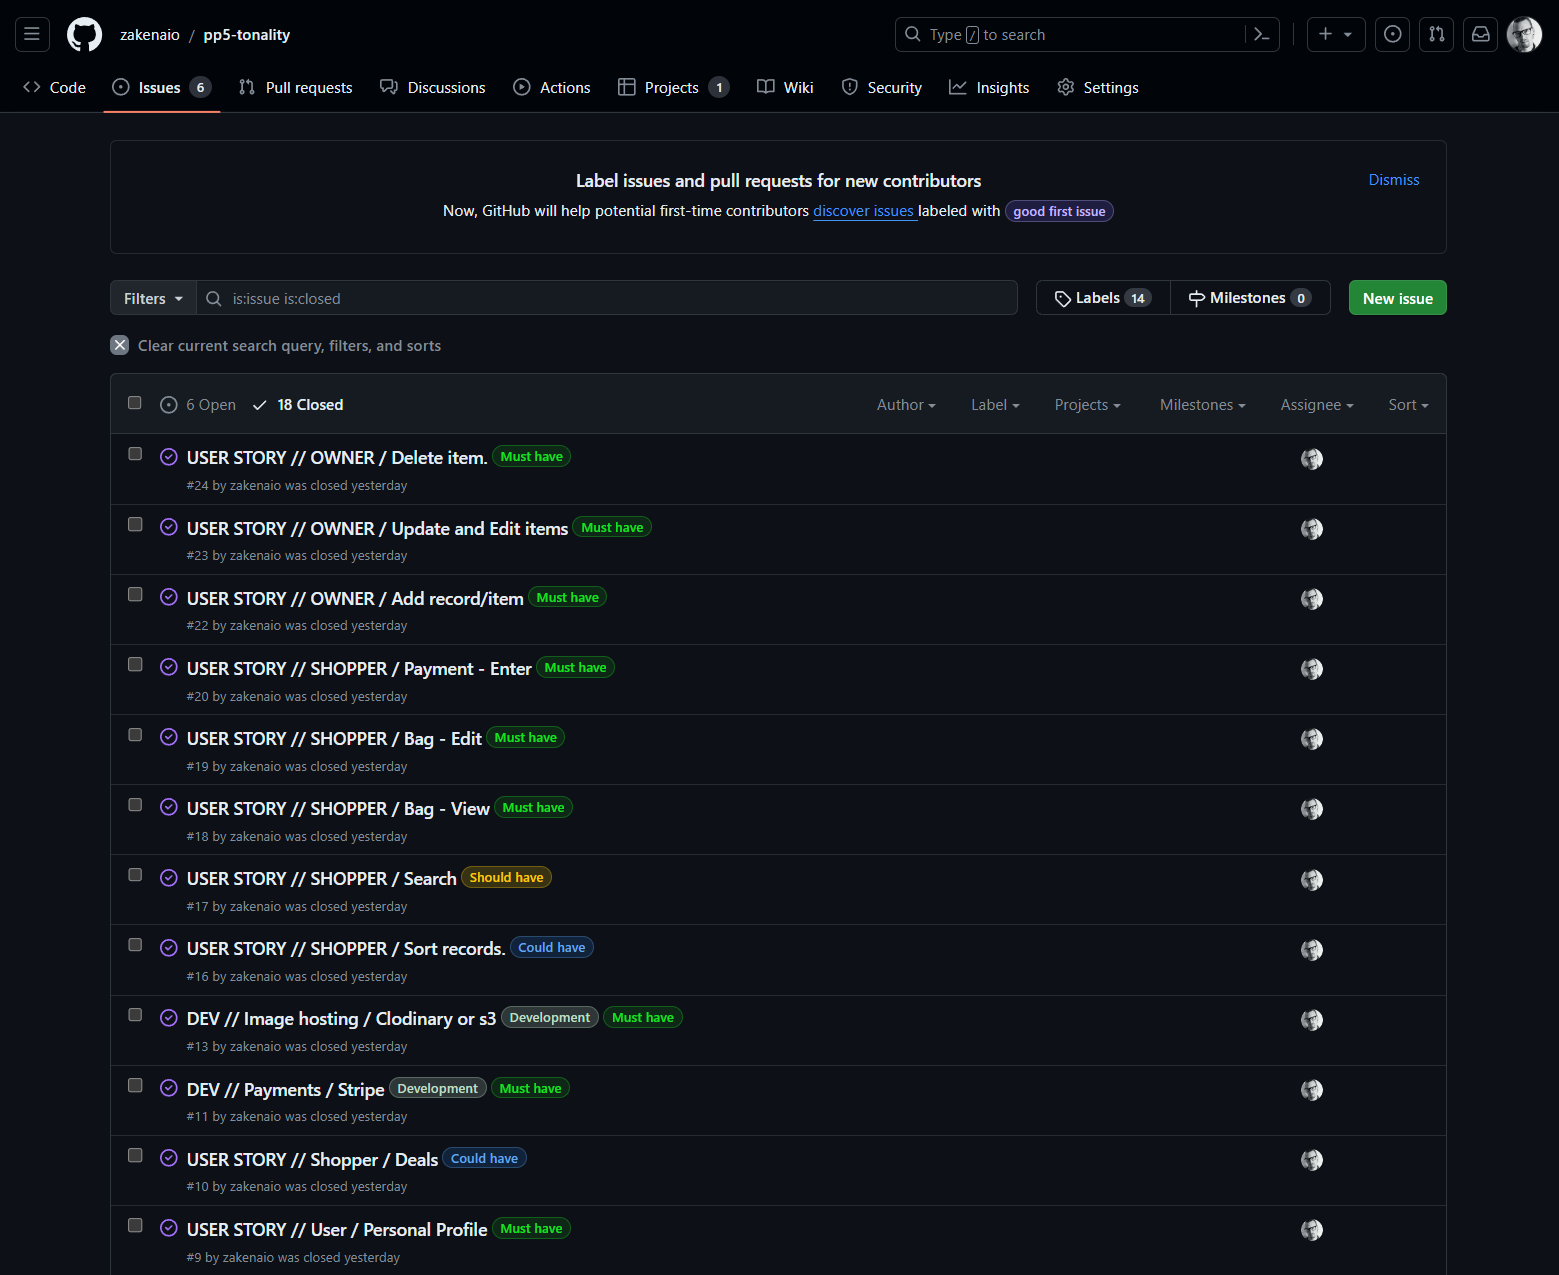 zakenaio / pp5-tonality
Type / to search
Code
Issues 6
Pull requests
Discussions
Actions
Projects 1
Wiki
Security
Insights
Settings
Label issues and pull requests for new contributors
Dismiss
Now, GitHub will help potential first-time contributors discover issues labeled with good first issue
Filters
is:issue is:closed
Labels 14
Milestones 0
New issue
Clear current search query, filters, and sorts
6 Open 18 Closed
Author Label Projects Milestones Assignee Sort
USER STORY // OWNER / Delete item. Must have
#24 by zakenaio was closed yesterday
USER STORY // OWNER / Update and Edit items Must have
#23 by zakenaio was closed yesterday
USER STORY // OWNER / Add record/item Must have
#22 by zakenaio was closed yesterday
USER STORY // SHOPPER / Payment - Enter Must have
#20 by zakenaio was closed yesterday
USER STORY // SHOPPER / Bag - Edit Must have
#19 by zakenaio was closed yesterday
USER STORY // SHOPPER / Bag - View Must have
#18 by zakenaio was closed yesterday
USER STORY // SHOPPER / Search Should have
#17 by zakenaio was closed yesterday
USER STORY // SHOPPER / Sort records. Could have
#16 by zakenaio was closed yesterday
DEV // Image hosting / Clodinary or s3 Development Must have
#13 by zakenaio was closed yesterday
DEV // Payments / Stripe Development Must have
#11 by zakenaio was closed yesterday
USER STORY // Shopper / Deals Could have
#10 by zakenaio was closed yesterday
USER STORY // User / Personal Profile Must have
#9 by zakenaio was closed yesterday